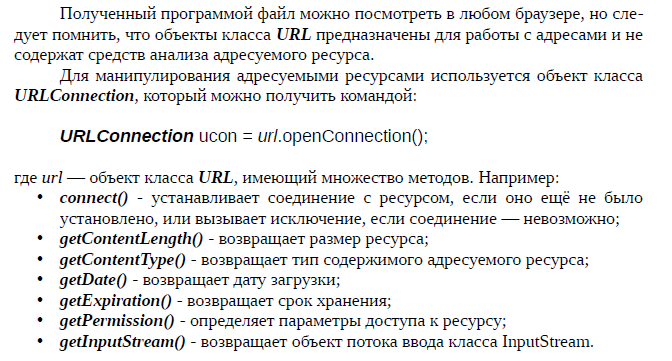 Полученный программой файл можно посмотреть в любом браузере, но сле-
дует помнить, что объекты класса URL предназначены для работы с адресами и не
содержат средств анализа адресуемого ресурса.
Для манипулирования адресуемыми ресурсами используется объект класса
URLConnection, который можно получить командой:
URLConnection ucon = url.openConnection();
где url — объект класса URL, имеющий множество методов. Например:
• connect() - устанавливает соединение с ресурсом, если оно ещё не было
установлено, или вызывает исключение, если соединение — невозможно;
• getContentLength() - возвращает размер ресурса;
• getContentType() - возвращает тип содержимого адресуемого ресурса;
• getDate() - возвращает дату загрузки;
• getExpiration() - возвращает срок хранения;
• getPermission() - определяет параметры доступа к ресурсу;
• getInputStream() - возвращает объект потока ввода класса InputStream.